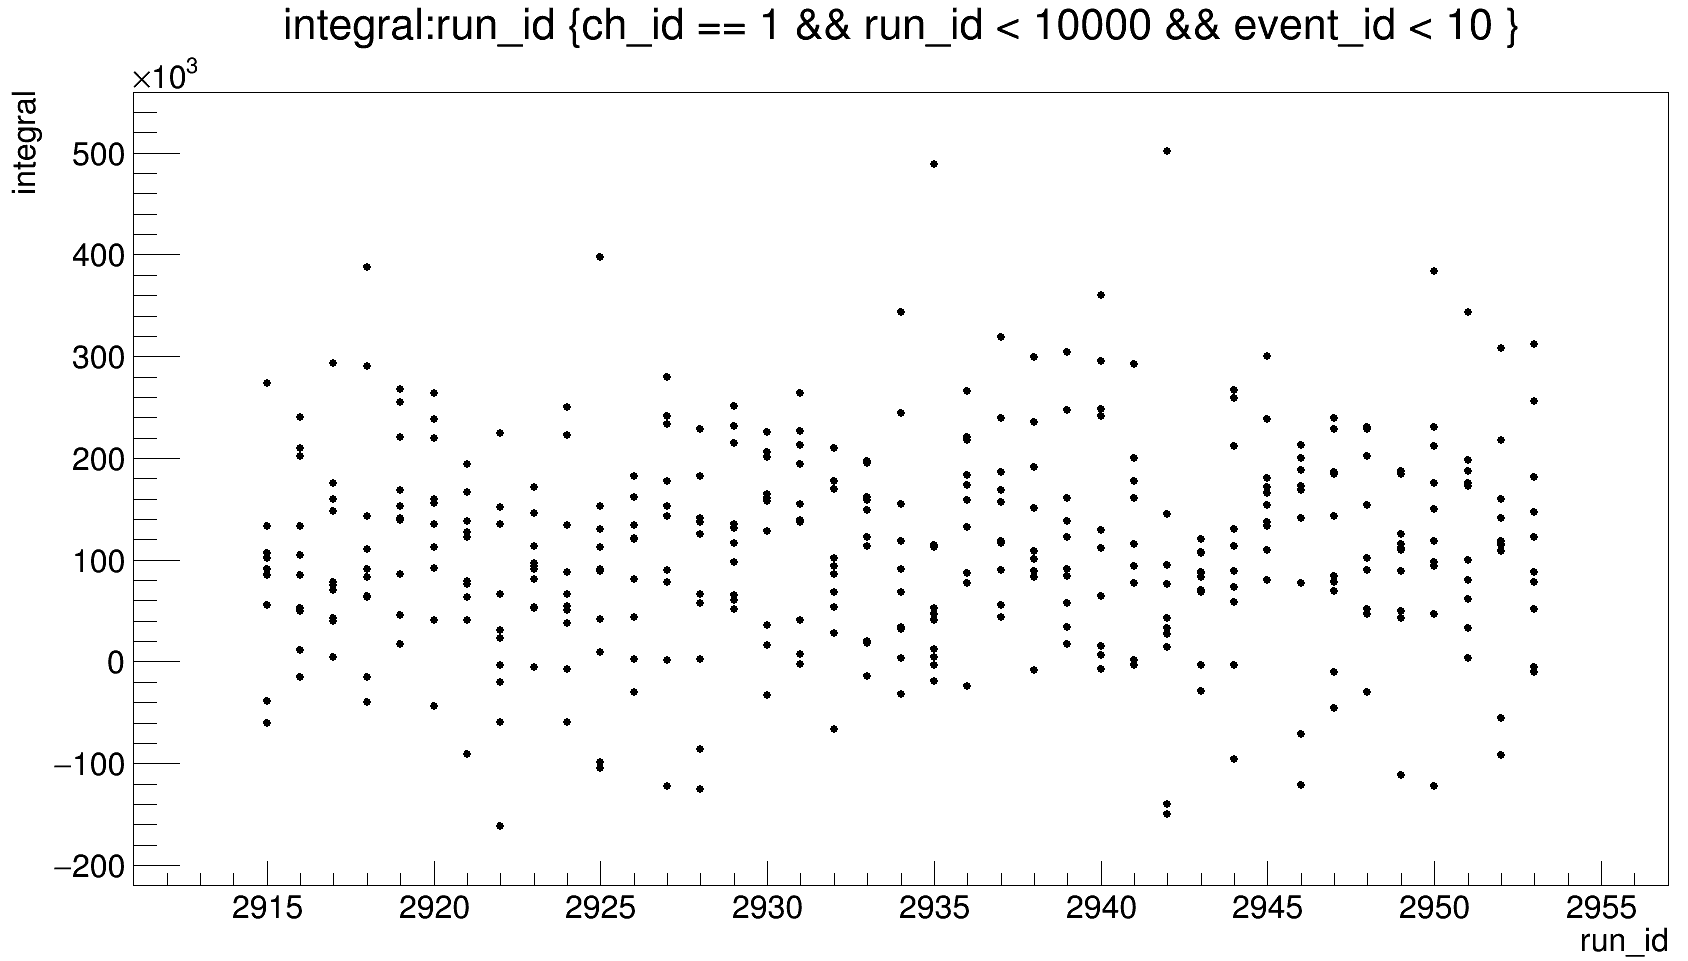 integral:run_id {ch_id == 1 && run_id < 10000 && event_id < 10 }
×10³
integral
500
400
300
200
100
0
−100
−200
2915 2920 2925 2930 2935 2940 2945 2950 2955
run_id